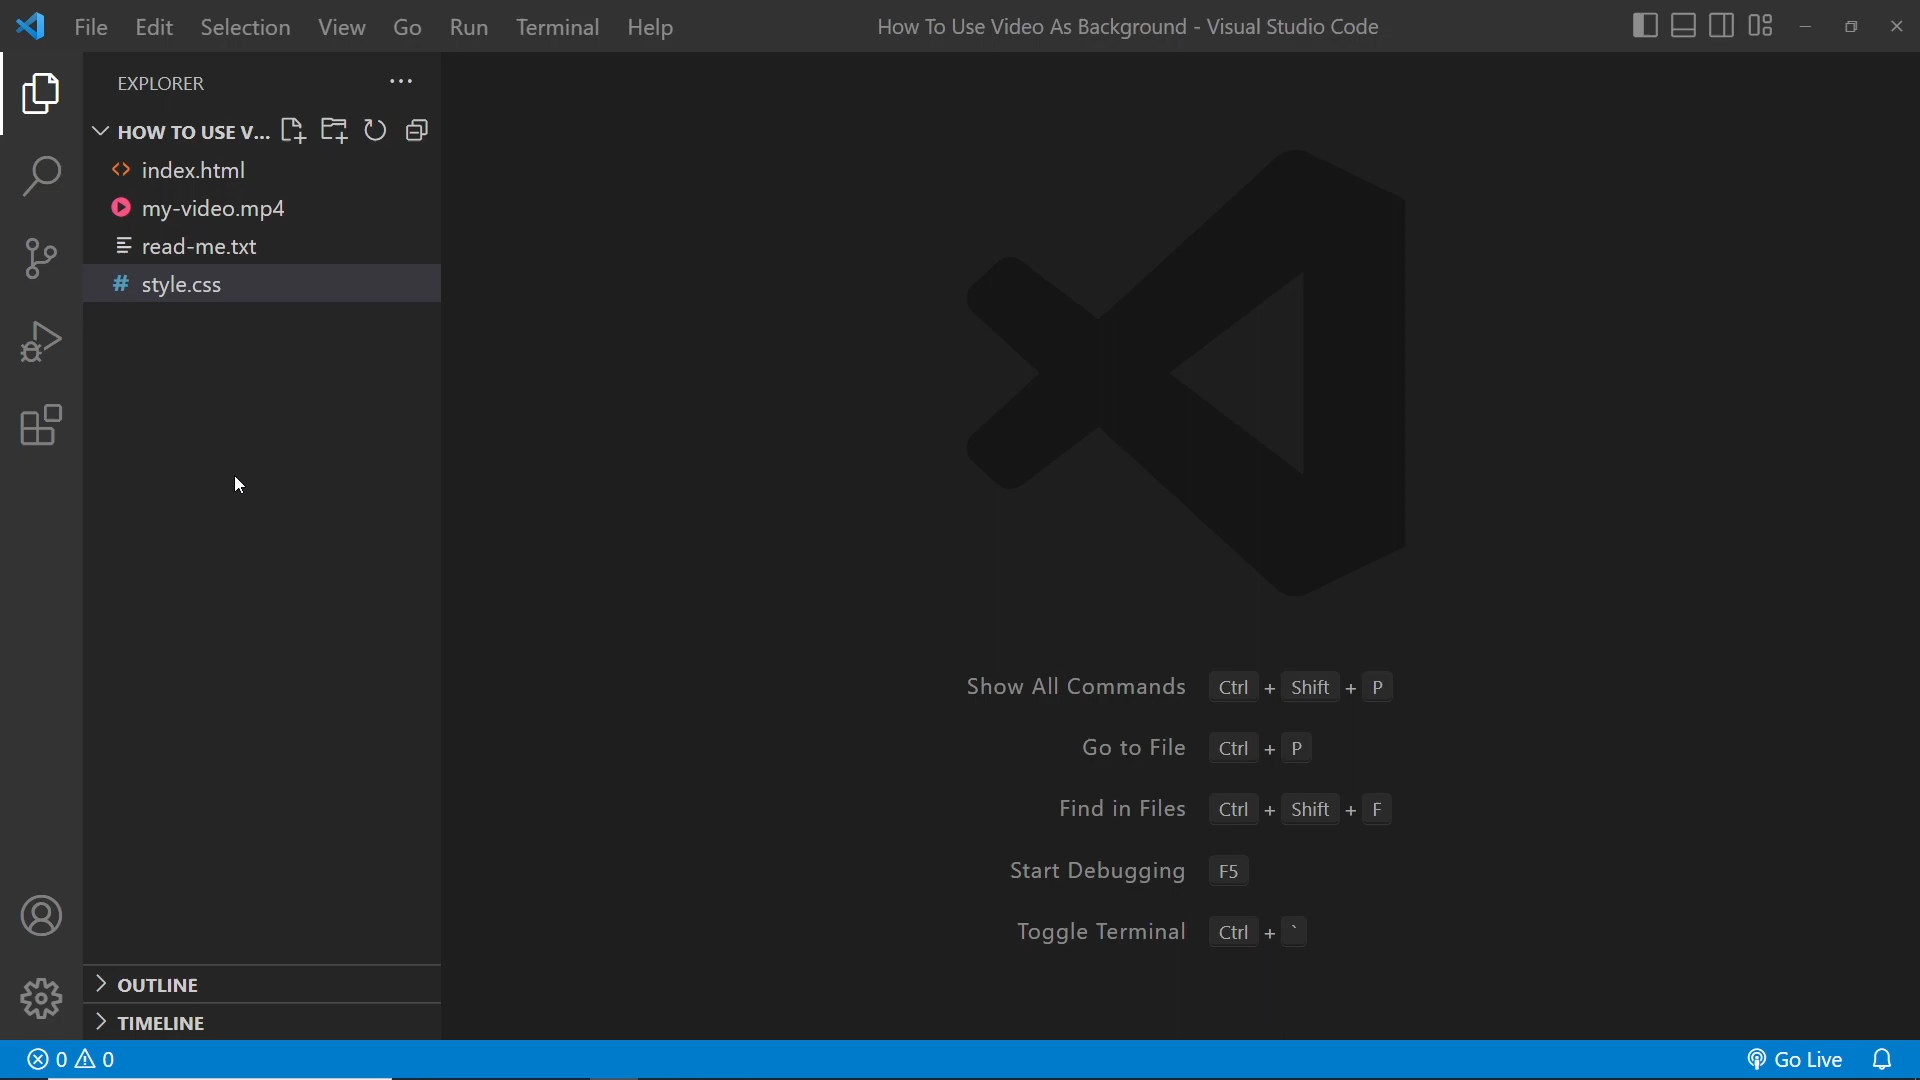 File Edit Selection View Go Run Terminal Help How To Use Video As Background - Visual Studio Code
EXPLORER
HOW TO USE V...
index.html
my-video.mp4
read-me.txt
style.css
Show All Commands Ctrl + Shift + P
Go to File Ctrl + P
Find in Files Ctrl + Shift + F
Start Debugging F5
Toggle Terminal Ctrl + `
OUTLINE
TIMELINE
0 0 Go Live